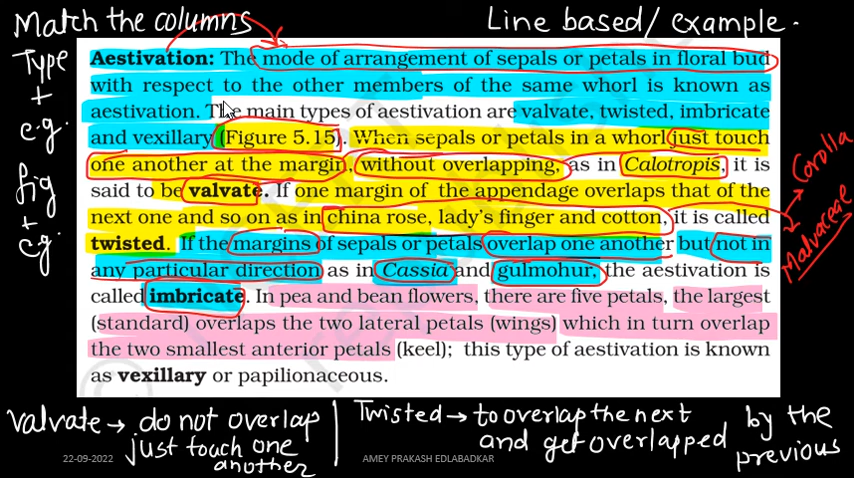 Match the columns
Line based/ example.
Type
+
e.g.
fig
+
eg.
Aestivation: The mode of arrangement of sepals or petals in floral bud
with respect to the other members of the same whorl is known as
aestivation. The main types of aestivation are valvate, twisted, imbricate
and vexillary (Figure 5.15). When sepals or petals in a whorl just touch
one another at the margin, without overlapping, as in Calotropis, it is
said to be valvate. If one margin of the appendage overlaps that of the
next one and so on as in china rose, lady's finger and cotton, it is called
twisted. If the margins of sepals or petals overlap one another but not in
any particular direction as in Cassia and gulmohur, the aestivation is
called imbricate. In pea and bean flowers, there are five petals, the largest
(standard) overlaps the two lateral petals (wings) which in turn overlap
the two smallest anterior petals (keel); this type of aestivation is known
as vexillary or papilionaceous.
Corolla
Malvaceae
valvate → do not overlap
just touch one
another
Twisted → to overlap the next
and get overlapped
by the
previous
22-09-2022
AMEY PRAKASH EDLABADKAR